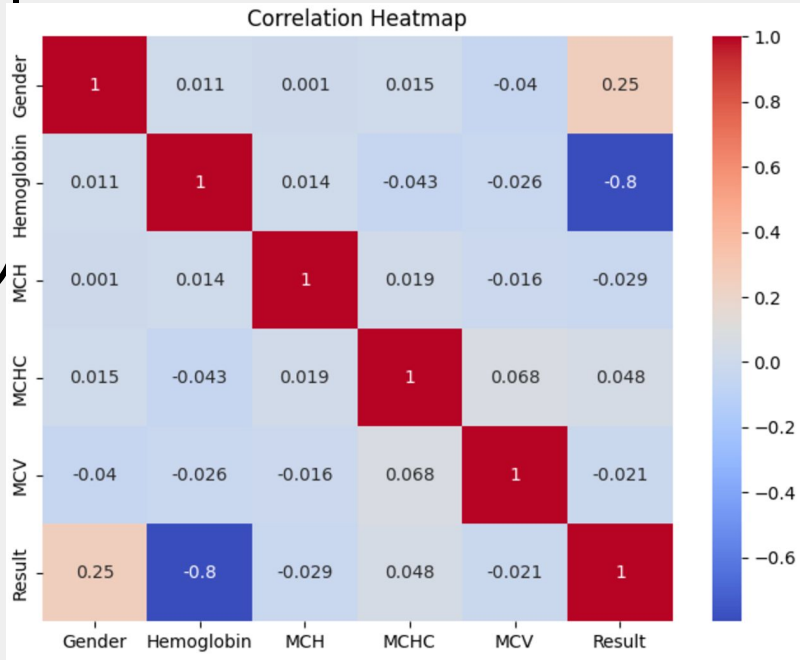 Correlation Heatmap
Gender 1 0.011 0.001 0.015 -0.04 0.25
Hemoglobin 0.011 1 0.014 -0.043 -0.026 -0.8
MCH 0.001 0.014 1 0.019 -0.016 -0.029
MCHC 0.015 -0.043 0.019 1 0.068 0.048
MCV -0.04 -0.026 -0.016 0.068 1 -0.021
Result 0.25 -0.8 -0.029 0.048 -0.021 1
Gender Hemoglobin MCH MCHC MCV Result
1.0
0.8
0.6
0.4
0.2
0.0
−0.2
−0.4
−0.6